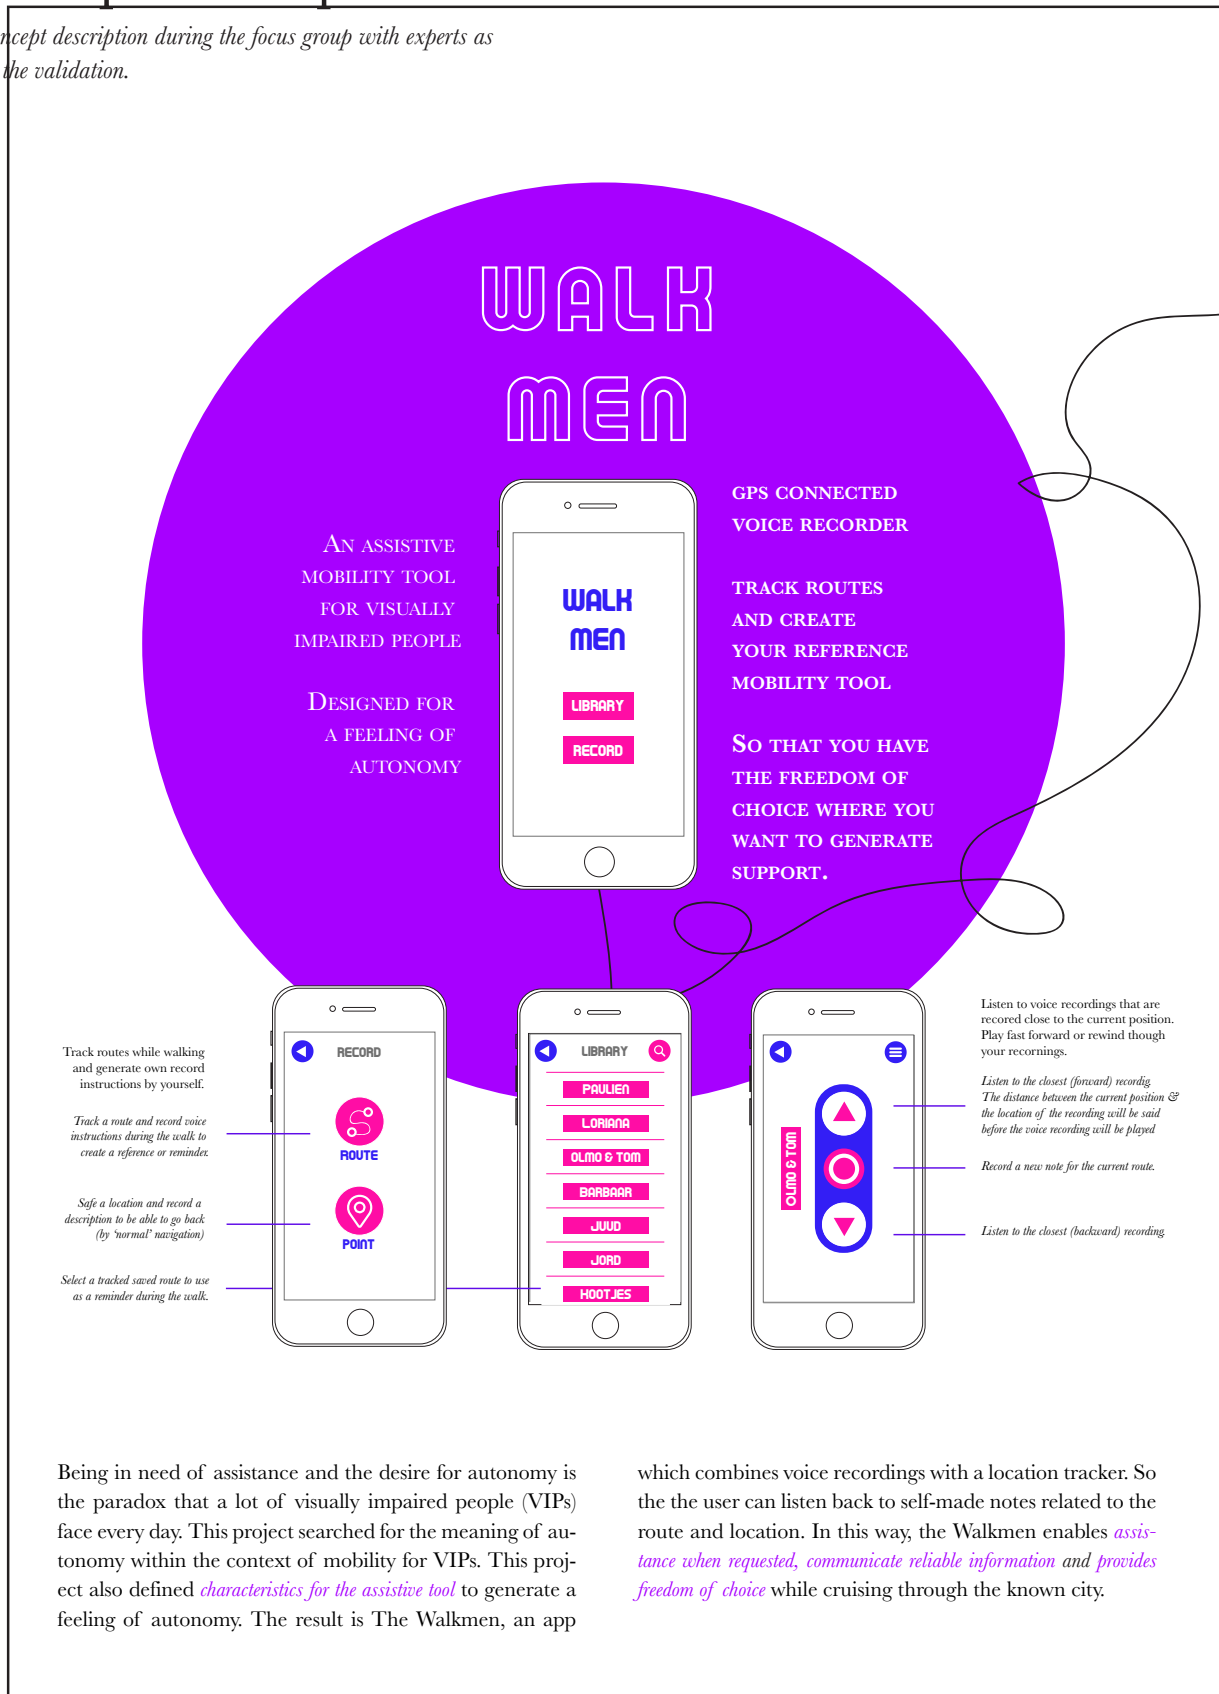 ncept description during the focus group with experts as
the validation.
WALK
MEN
AN ASSISTIVE
MOBILITY TOOL
FOR VISUALLY
IMPAIRED PEOPLE
DESIGNED FOR
A FEELING OF
AUTONOMY
WALK
MEN
LIBRARY
RECORD
GPS CONNECTED
VOICE RECORDER
TRACK ROUTES
AND CREATE
YOUR REFERENCE
MOBILITY TOOL
SO THAT YOU HAVE
THE FREEDOM OF
CHOICE WHERE YOU
WANT TO GENERATE
SUPPORT.
Track routes while walking
and generate own record
instructions by yourself.
Track a route and record voice
instructions during the walk to
create a reference or reminder.
Safe a location and record a
description to be able to go back
(by ‘normal’ navigation)
Select a tracked saved route to use
as a reminder during the walk.
RECORD
ROUTE
POINT
LIBRARY
PAULIEN
LORIANA
OLMO & TOM
BARBAAR
JUUD
JORD
HOOTJES
OLMO & TOM
Listen to voice recordings that are
recored close to the current position.
Play fast forward or rewind though
your recornings.
Listen to the closest (forward) recordig.
The distance between the current position &
the location of the recording will be said
before the voice recording will be played
Record a new note for the current route.
Listen to the closest (backward) recording.
Being in need of assistance and the desire for autonomy is
the paradox that a lot of visually impaired people (VIPs)
face every day. This project searched for the meaning of au-
tonomy within the context of mobility for VIPs. This proj-
ect also defined characteristics for the assistive tool to generate a
feeling of autonomy. The result is The Walkmen, an app
which combines voice recordings with a location tracker. So
the the user can listen back to self-made notes related to the
route and location. In this way, the Walkmen enables assis-
tance when requested, communicate reliable information and provides
freedom of choice while cruising through the known city.